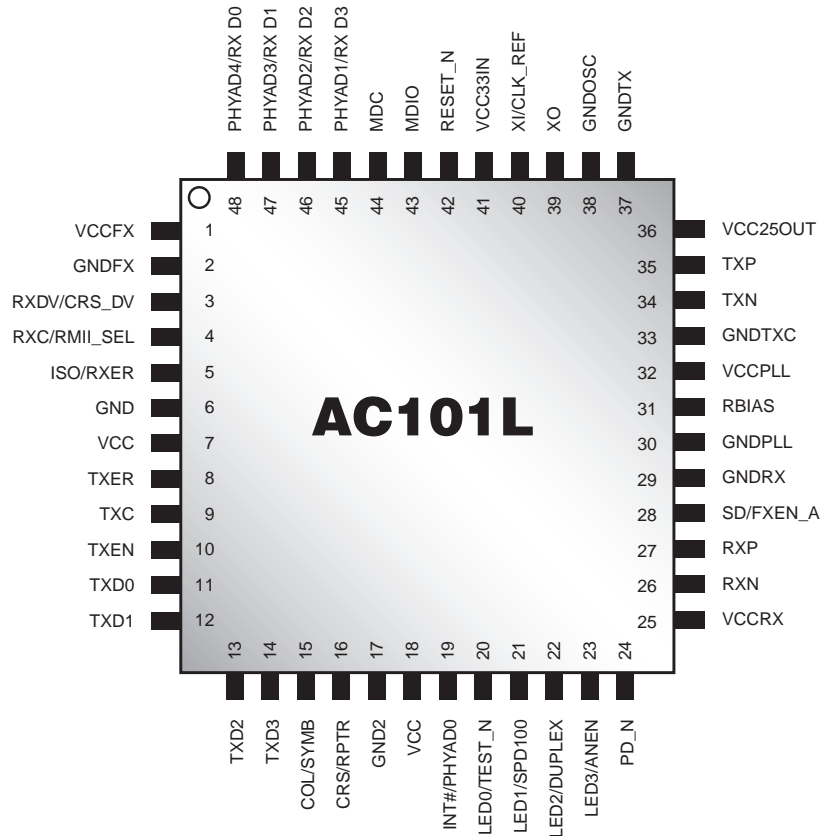 PHYAD4/RX D0
PHYAD3/RX D1
PHYAD2/RX D2
PHYAD1/RX D3
MDC
MDIO
RESET_N
VCC33IN
XI/CLK_REF
XO
GNDOSC
GNDTX
48
47
46
45
44
43
42
41
40
39
38
37
VCCFX 1
GNDFX 2
RXDV/CRS_DV 3
RXC/RMII_SEL 4
ISO/RXER 5
GND 6
VCC 7
TXER 8
TXC 9
TXEN 10
TXD0 11
TXD1 12
AC101L
36 VCC25OUT
35 TXP
34 TXN
33 GNDTXC
32 VCCPLL
31 RBIAS
30 GNDPLL
29 GNDRX
28 SD/FXEN_A
27 RXP
26 RXN
25 VCCRX
13
14
15
16
17
18
19
20
21
22
23
24
TXD2
TXD3
COL/SYMB
CRS/RPTR
GND2
VCC
INT#/PHYAD0
LED0/TEST_N
LED1/SPD100
LED2/DUPLEX
LED3/ANEN
PD_N